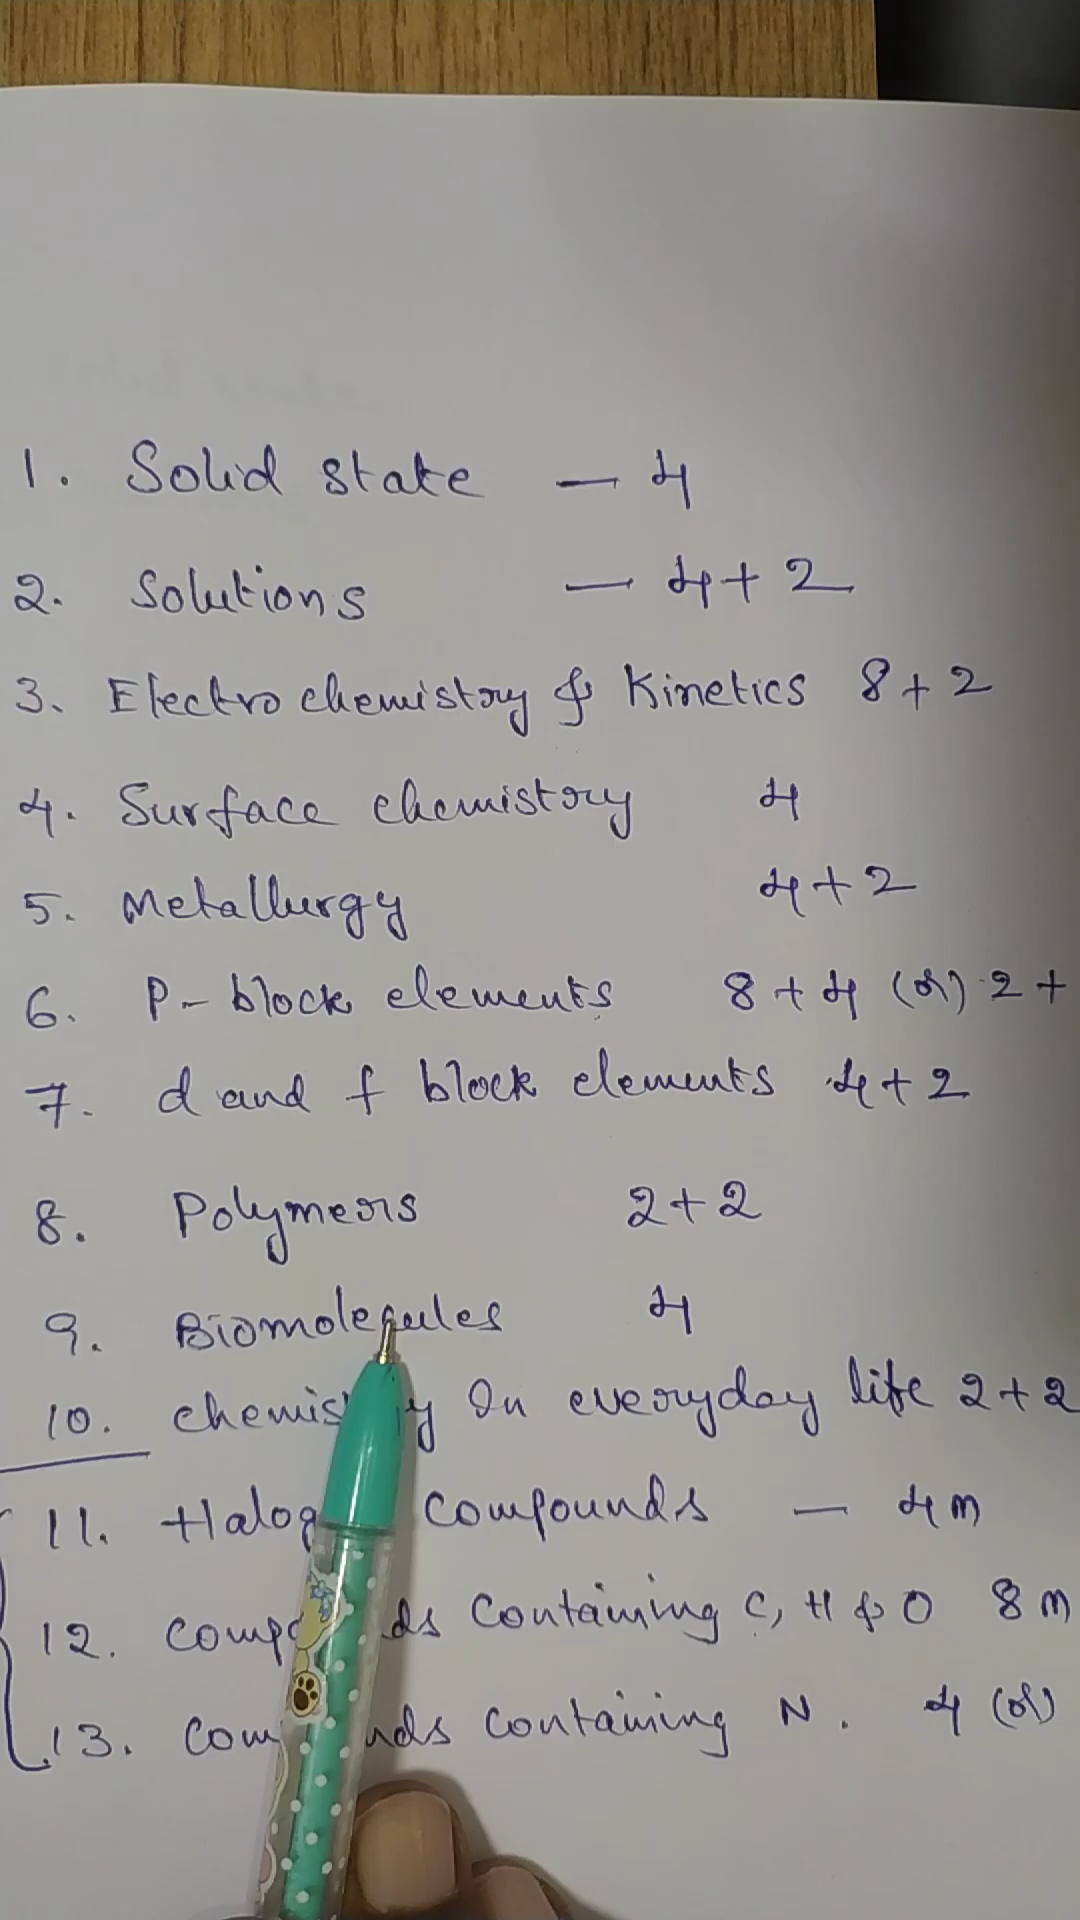 1. Solid state - 4
2. Solutions - 4+2
3. Electro chemistry & Kinetics 8+2
4. Surface chemistry 4
5. Metallurgy 4+2
6. P-block elements 8+4 (or) 2+
7. d and f block elements 4+2
8. Polymers 2+2
9. Biomolecules 4
10. chemistry In everyday life 2+2
11. Halog compounds - 4m
12. Comp ds containing C, H & O 8m
13. Com nds containing N. 4 (or)